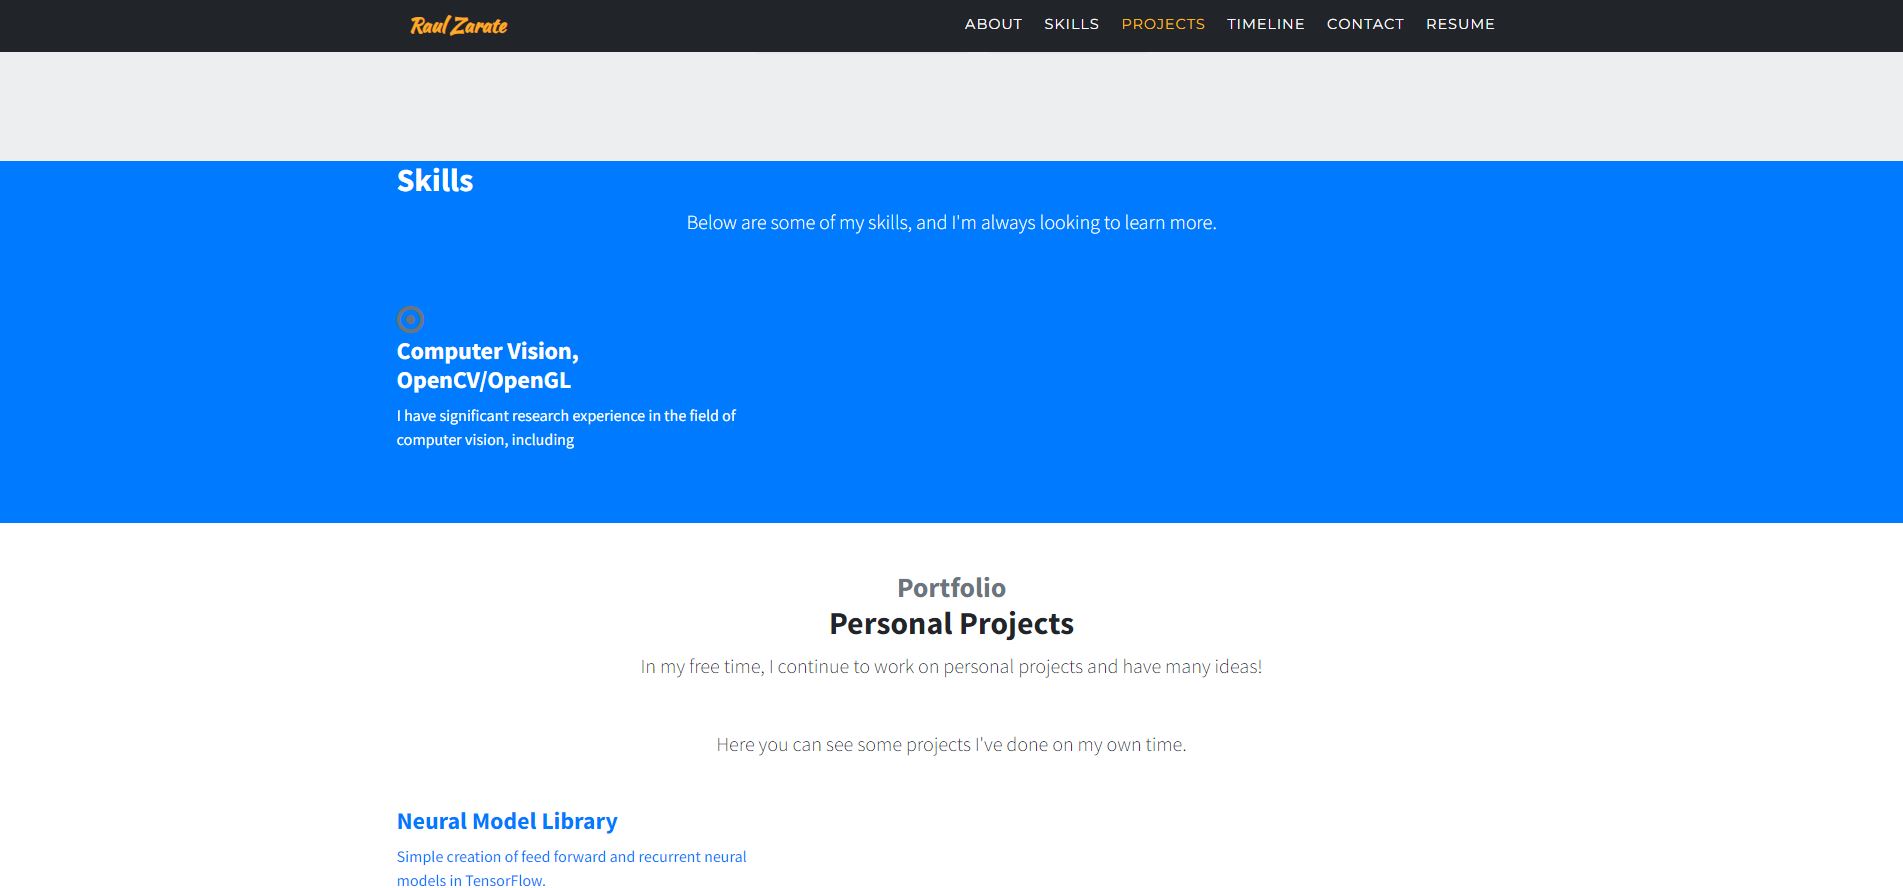 Raul Zarate
ABOUT SKILLS PROJECTS TIMELINE CONTACT RESUME
Skills
Below are some of my skills, and I'm always looking to learn more.
Computer Vision,
OpenCV/OpenGL
I have significant research experience in the field of
computer vision, including
Portfolio
Personal Projects
In my free time, I continue to work on personal projects and have many ideas!
Here you can see some projects I've done on my own time.
Neural Model Library
Simple creation of feed forward and recurrent neural
models in TensorFlow.